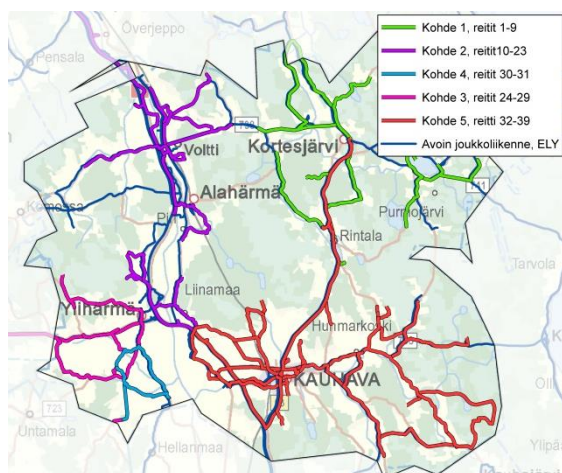 Kohde 1, reitit 1-9
Kohde 2, reitit10-23
Kohde 4, reitit 30-31
Kohde 3, reitit 24-29
Kohde 5, reitti 32-39
Avoin joukkoliikenne, ELY
Överjeppo
Pensala
Voltti
Kortesjärvi
Alahärmä
Purmojärvi
Rintala
Tarvola
Liinamaa
Ylihärmä
Hunmarkoski
KAUHAVA
723
Untamala
Hellanmaa